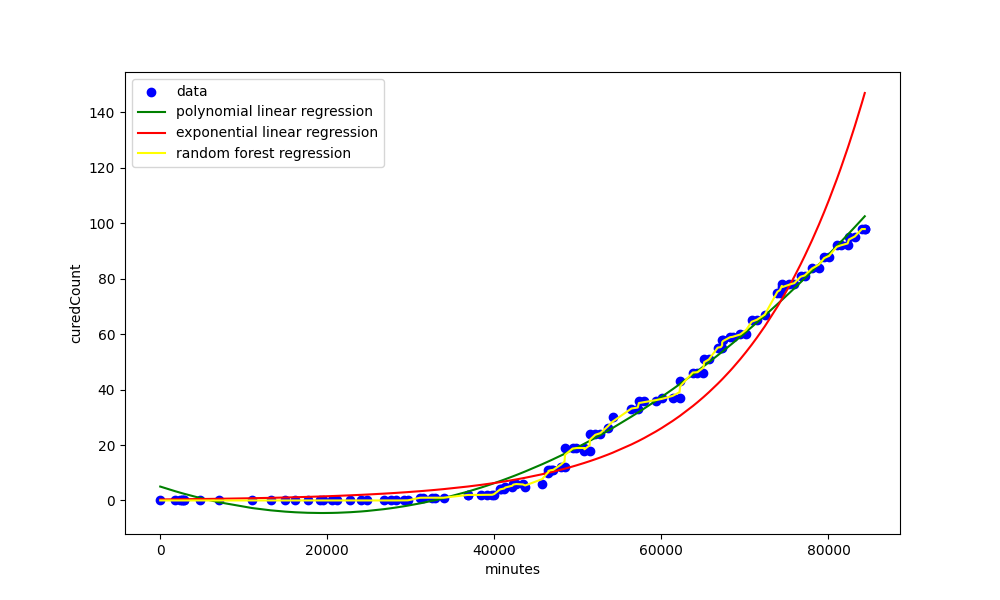 data
polynomial linear regression
exponential linear regression
random forest regression
140
120
100
80
60
40
20
0
curedCount
0 20000 40000 60000 80000
minutes